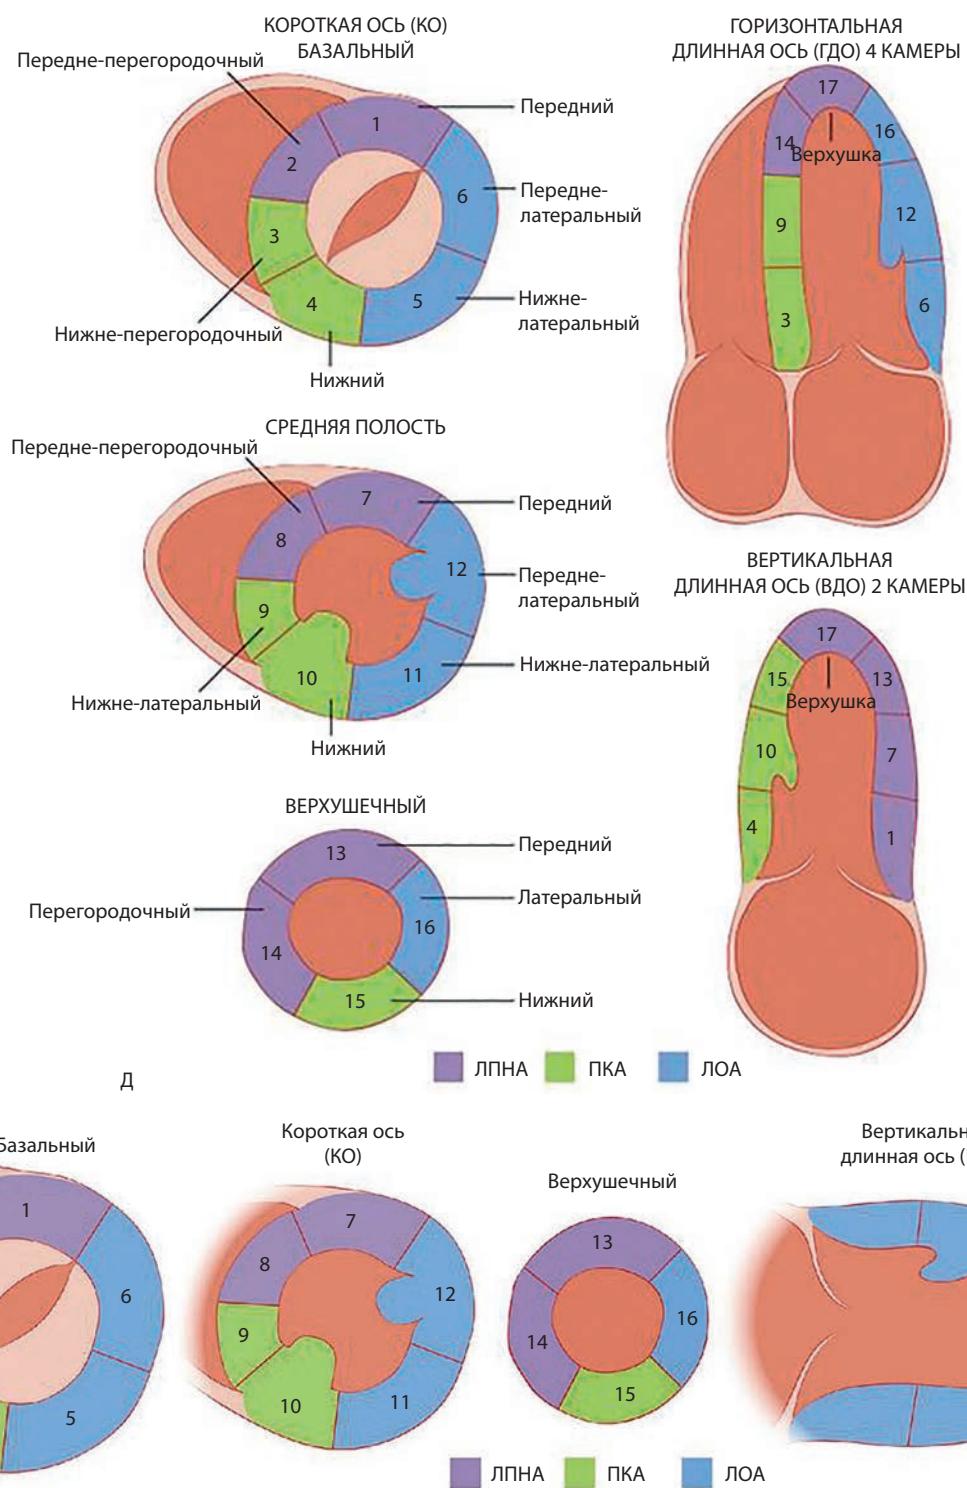 КОРОТКАЯ ОСЬ (КО)
БАЗАЛЬНЫЙ
Передне-перегородочный
1
2
3
4
5
6
Передний
Передне-
латеральный
Нижне-
латеральный
Нижне-перегородочный
Нижний
ГОРИЗОНТАЛЬНАЯ
ДЛИННАЯ ОСЬ (ГДО) 4 КАМЕРЫ
17
14
16
Верхушка
9
12
3
6
СРЕДНЯЯ ПОЛОСТЬ
Передне-перегородочный
7
8
9
10
11
12
Передний
Передне-
латеральный
Нижне-латеральный
Нижне-латеральный
Нижний
ВЕРТИКАЛЬНАЯ
ДЛИННАЯ ОСЬ (ВДО) 2 КАМЕРЫ
17
15
13
Верхушка
10
7
4
1
ВЕРХУШЕЧНЫЙ
13
14
15
16
Передний
Латеральный
Перегородочный
Нижний
ЛПНА
ПКА
ЛОА
Д
Базальный
1
6
5
Короткая ось
(КО)
7
8
9
10
11
12
Верхушечный
13
14
15
16
Вертикальн
длинная ось (
ЛПНА
ПКА
ЛОА